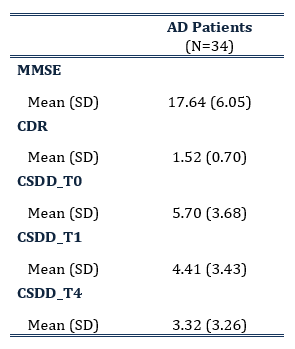 AD Patients
(N=34)
MMSE
Mean (SD) 17.64 (6.05)
CDR
Mean (SD) 1.52 (0.70)
CSDD_T0
Mean (SD) 5.70 (3.68)
CSDD_T1
Mean (SD) 4.41 (3.43)
CSDD_T4
Mean (SD) 3.32 (3.26)